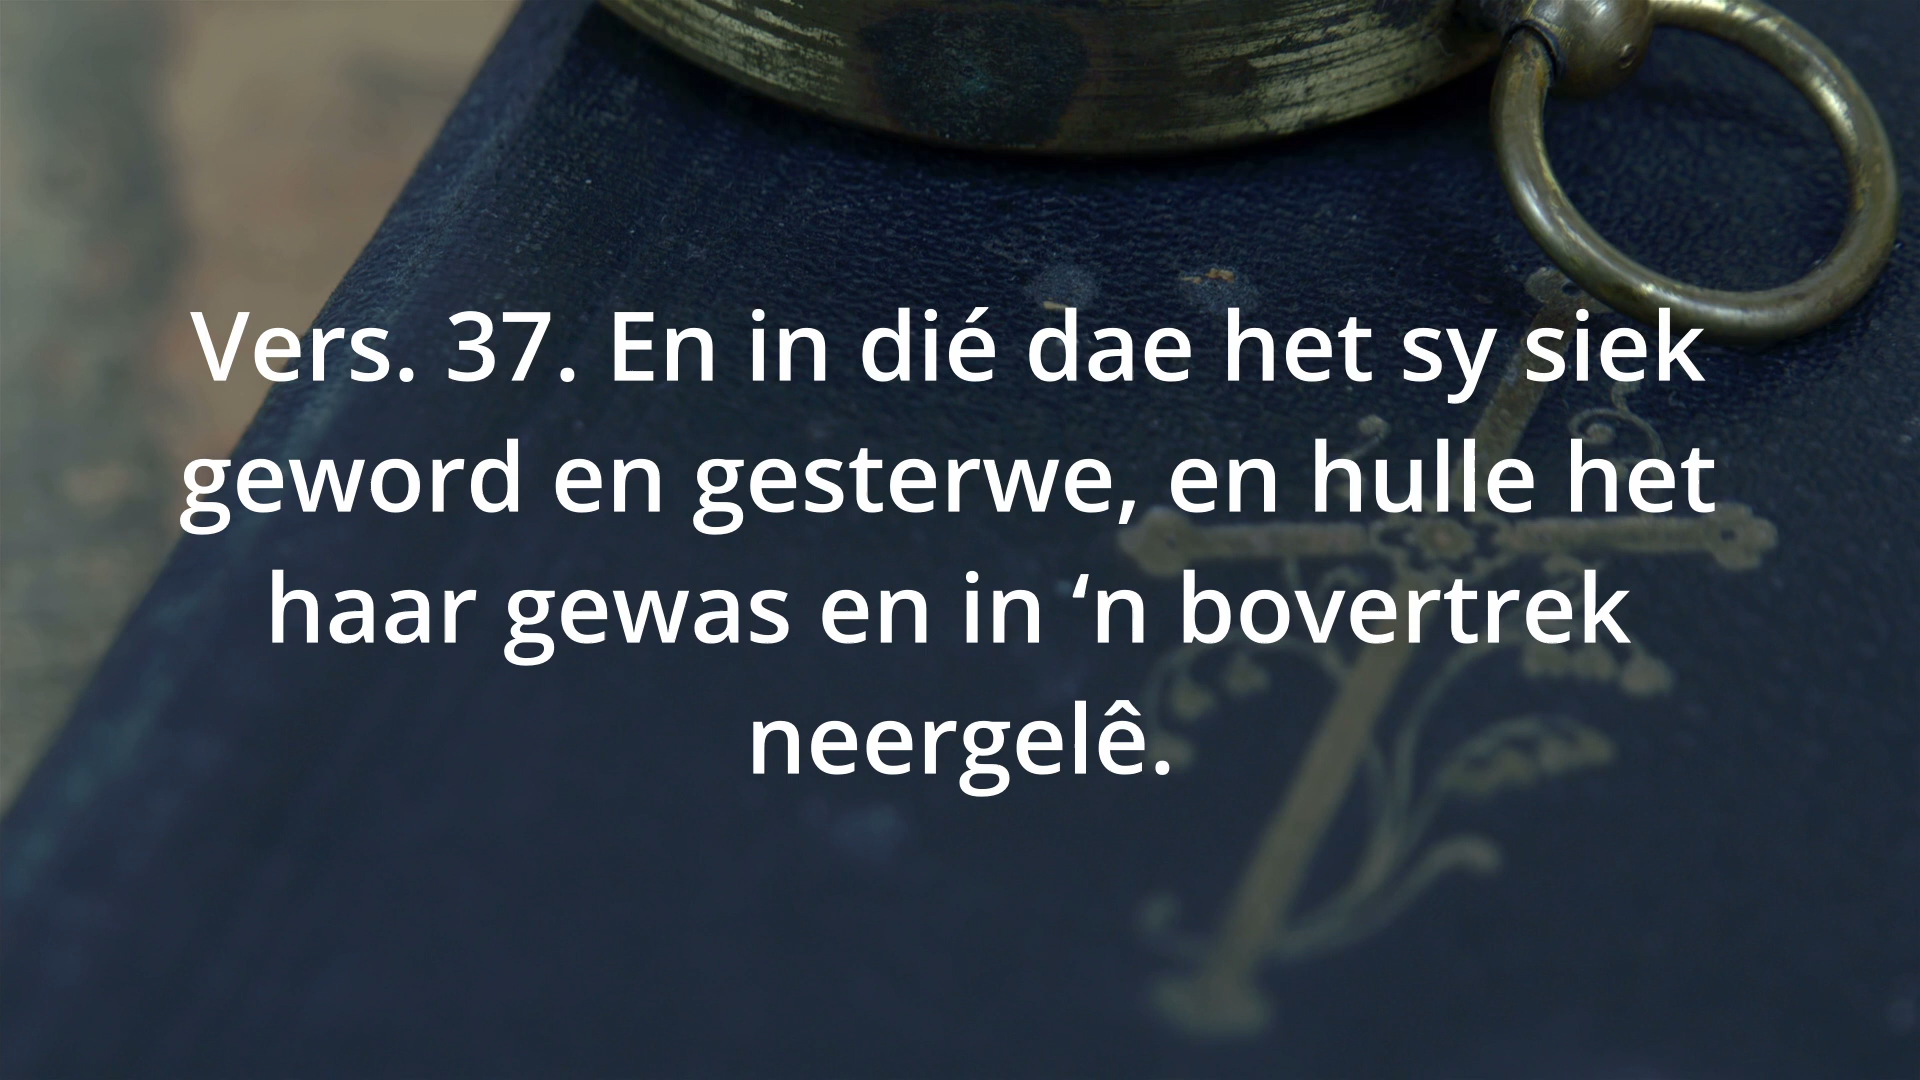 Vers. 37. En in dié dae het sy siek
geword en gesterwe, en hulle het
haar gewas en in ‘n bovertrek
neergelê.